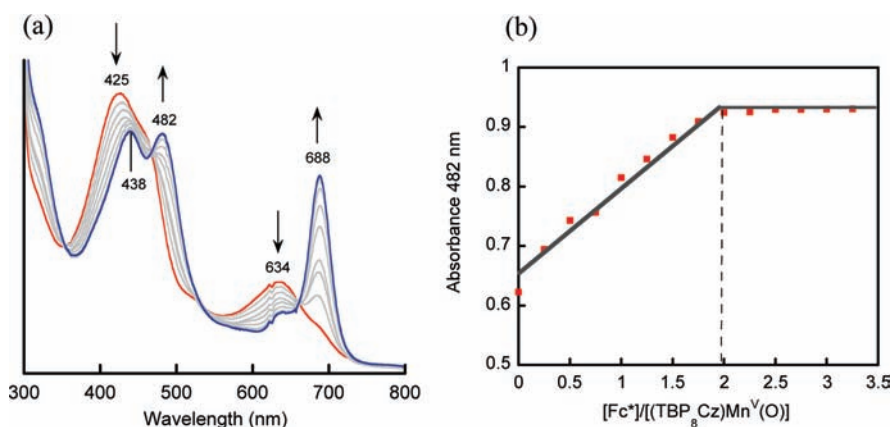 (a)
425
482
438
688
634
300 400 500 600 700 800
Wavelength (nm)
(b)
1
0.9
0.8
0.7
0.6
0.5
Absorbance 482 nm
0 0.5 1 1.5 2 2.5 3 3.5
[Fc*]/[(TBP₈Cz)Mnⱽ(O)]